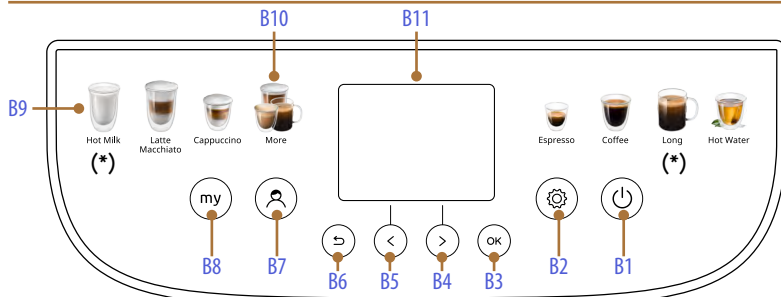 B10
B11
B9
Hot Milk
(*)
Latte
Macchiato
Cappuccino
More
Espresso
Coffee
Long
(*)
Hot Water
my
OK
B8
B7
B6
B5
B4
B3
B2
B1